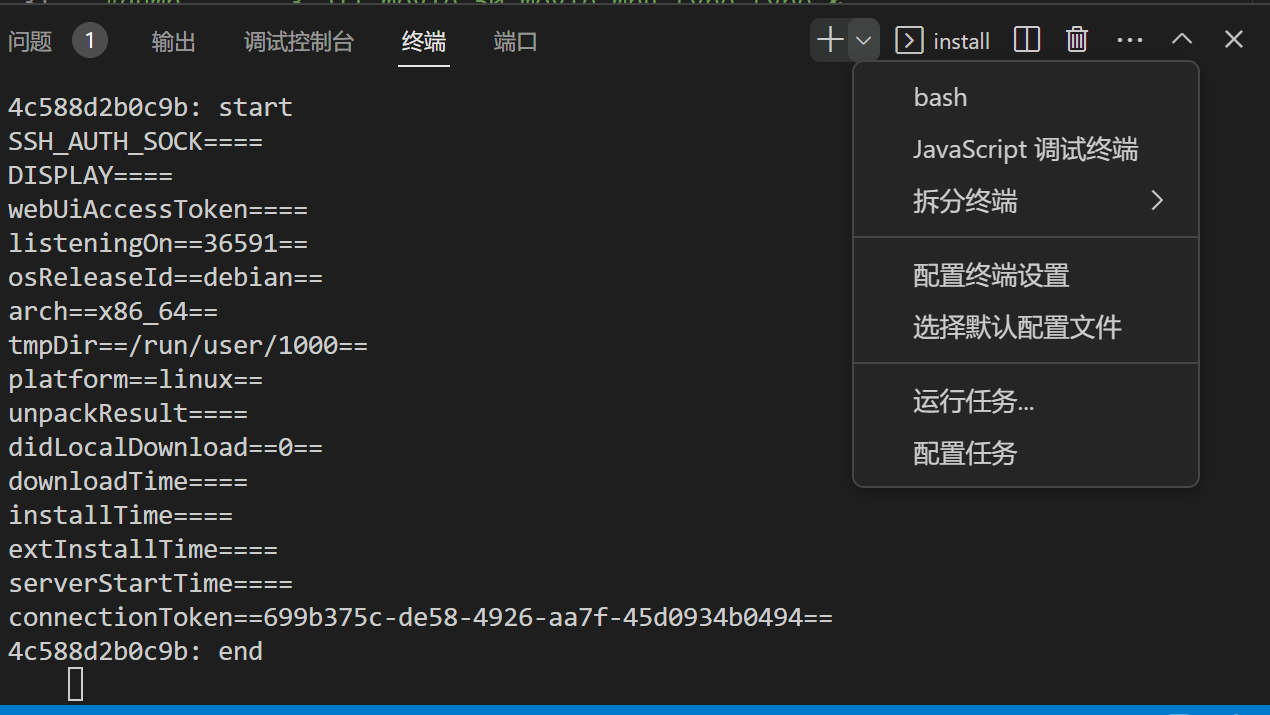 问题 1 输出 调试控制台 终端 端口 install
4c588d2b0c9b: start
SSH_AUTH_SOCK====
DISPLAY====
webUiAccessToken====
listeningOn==36591==
osReleaseId==debian==
arch==x86_64==
tmpDir==/run/user/1000==
platform==linux==
unpackResult====
didLocalDownload==0==
downloadTime====
installTime====
extInstallTime====
serverStartTime====
connectionToken==699b375c-de58-4926-aa7f-45d0934b0494==
4c588d2b0c9b: end
bash
JavaScript 调试终端
拆分终端
配置终端设置
选择默认配置文件
运行任务...
配置任务